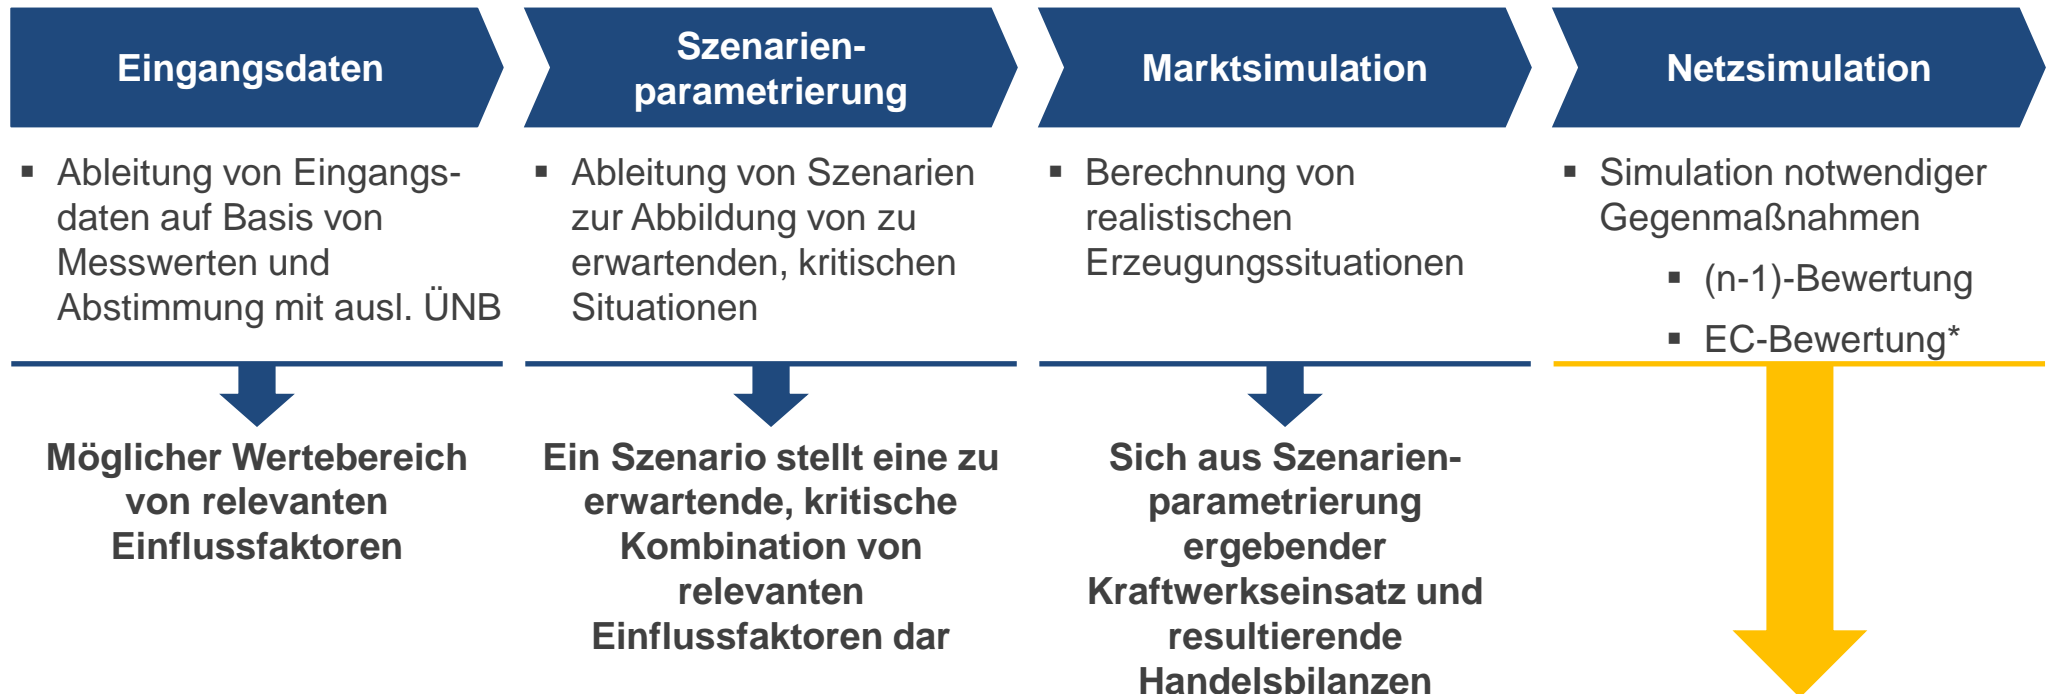 Eingangsdaten
Szenarien-
parametrierung
Marktsimulation
Netzsimulation
▪ Ableitung von Eingangs-
daten auf Basis von
Messwerten und
Abstimmung mit ausl. ÜNB
▪ Ableitung von Szenarien
zur Abbildung von zu
erwartenden, kritischen
Situationen
▪ Berechnung von
realistischen
Erzeugungssituationen
▪ Simulation notwendiger
Gegenmaßnahmen
▪ (n-1)-Bewertung
▪ EC-Bewertung*
Möglicher Wertebereich
von relevanten
Einflussfaktoren
Ein Szenario stellt eine zu
erwartende, kritische
Kombination von
relevanten
Einflussfaktoren dar
Sich aus Szenarien-
parametrierung
ergebender
Kraftwerkseinsatz und
resultierende
Handelsbilanzen